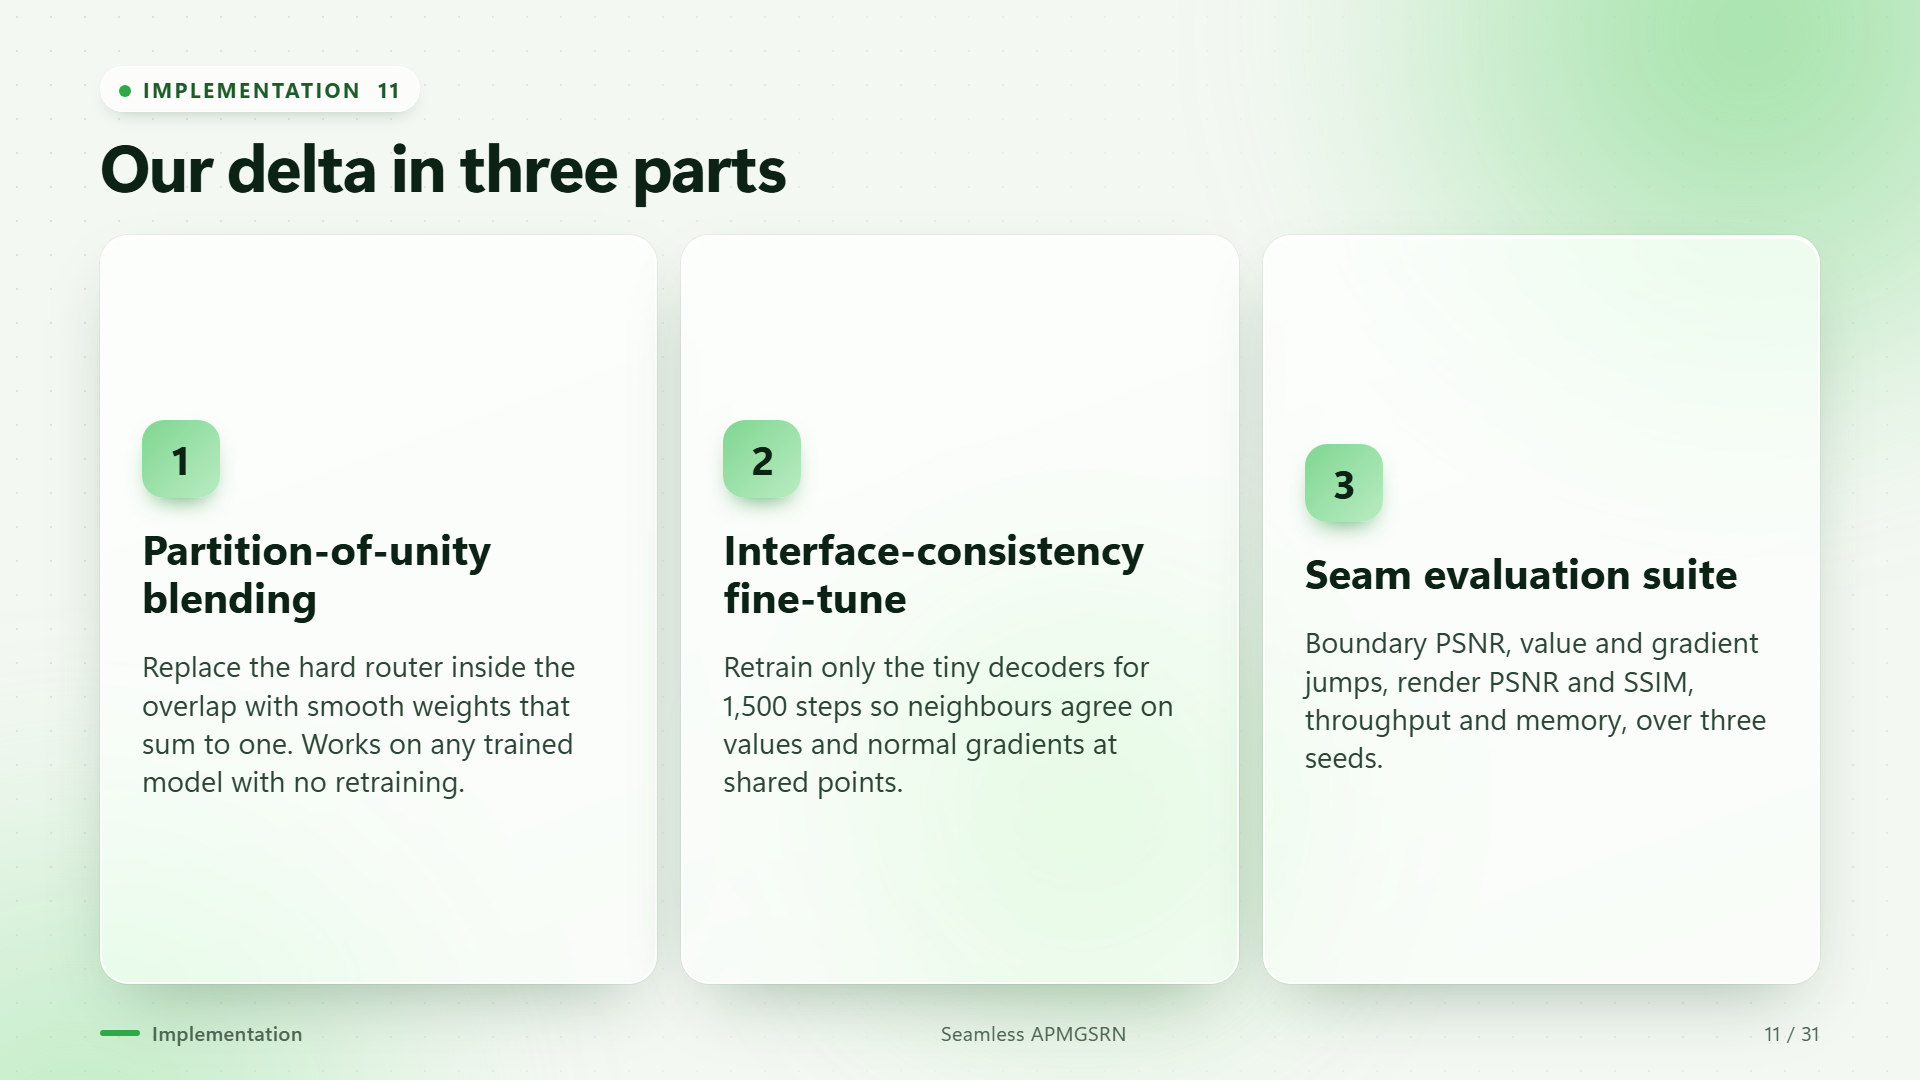 IMPLEMENTATION 11
Our delta in three parts
1
Partition-of-unity
blending
Replace the hard router inside the
overlap with smooth weights that
sum to one. Works on any trained
model with no retraining.
2
Interface-consistency
fine-tune
Retrain only the tiny decoders for
1,500 steps so neighbours agree on
values and normal gradients at
shared points.
3
Seam evaluation suite
Boundary PSNR, value and gradient
jumps, render PSNR and SSIM,
throughput and memory, over three
seeds.
Implementation
Seamless APMGSRN
11 / 31